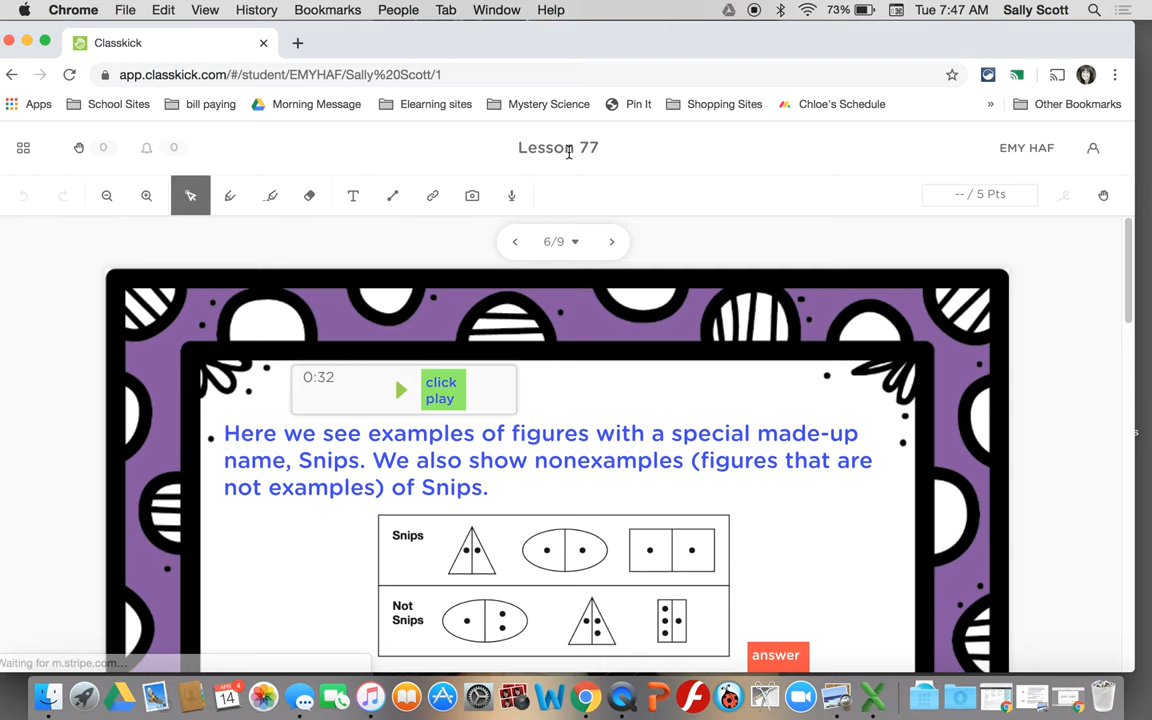 Chrome File Edit View History Bookmarks People Tab Window Help 73% Tue 7:47 AM Sally Scott
Classkick
app.classkick.com/#/student/EMYHAF/Sally%20Scott/1
Apps School Sites bill paying Morning Message Elearning sites Mystery Science Pin It Shopping Sites Chloe's Schedule » Other Bookmarks
0 0 Lesson 77 EMY HAF
T -- / 5 Pts
6/9
0:32 click
play
Here we see examples of figures with a special made-up
name, Snips. We also show nonexamples (figures that are
not examples) of Snips.
Snips
Not
Snips
answer
Waiting for m.stripe.com...
APR 4
14